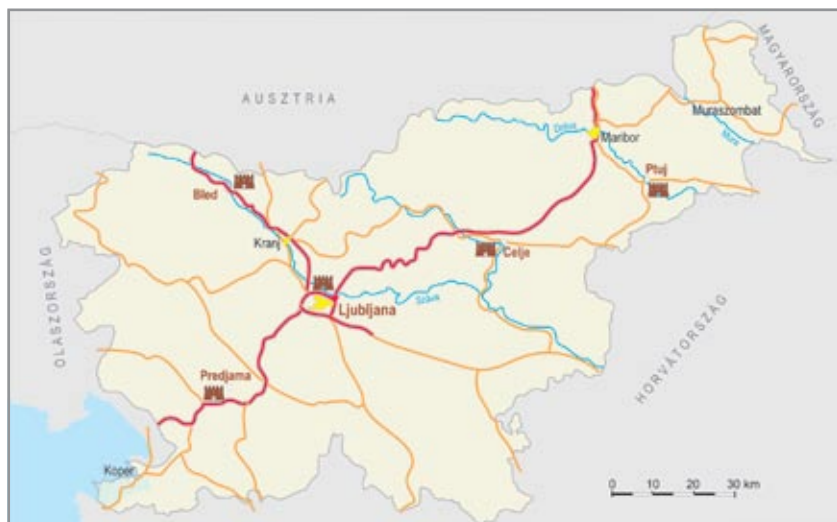 AUSZTRIA
MAGYARORSZÁG
Muraszombat
Mura
Dráva
Maribor
Ptuj
Bled
Kranj
Celje
OLASZORSZÁG
Ljubljana
Száva
HORVÁTORSZÁG
Predjama
Koper
0 10 20 30 km